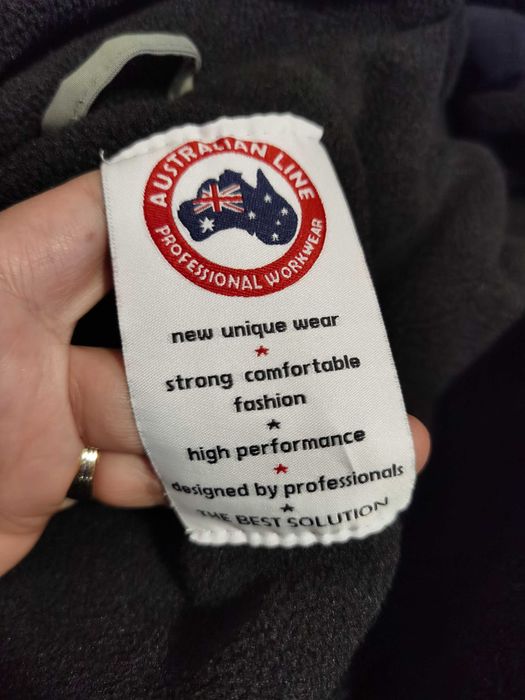 AUSTRALIAN LINE
PROFESSIONAL WORKWEAR
new unique wear
strong comfortable
fashion
high performance
designed by professionals
THE BEST SOLUTION